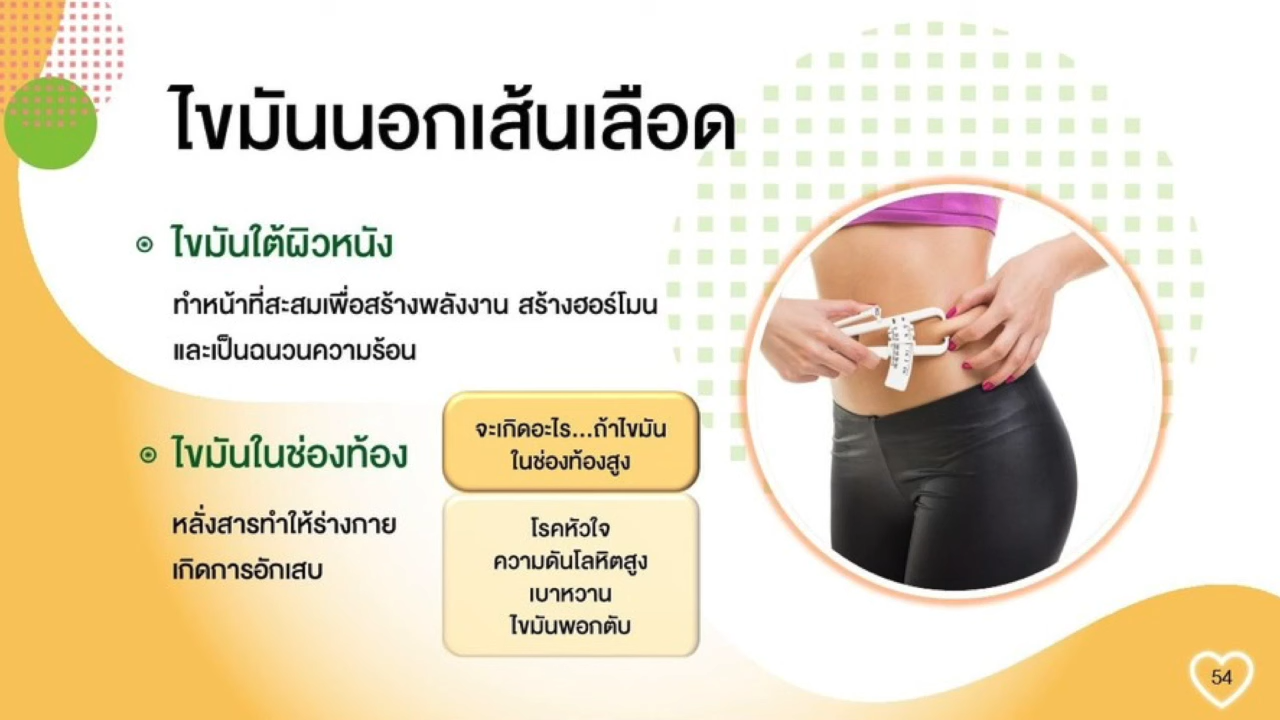 ไขมันนอกเส้นเลือด
ไขมันใต้ผิวหนัง
ทำหน้าที่สะสมเพื่อสร้างพลังงาน สร้างฮอร์โมน
และเป็นฉนวนความร้อน
ไขมันในช่องท้อง
หลั่งสารทำให้ร่างกาย
เกิดการอักเสบ
จะเกิดอะไร...ถ้าไขมัน
ในช่องท้องสูง
โรคหัวใจ
ความดันโลหิตสูง
เบาหวาน
ไขมันพอกตับ
54